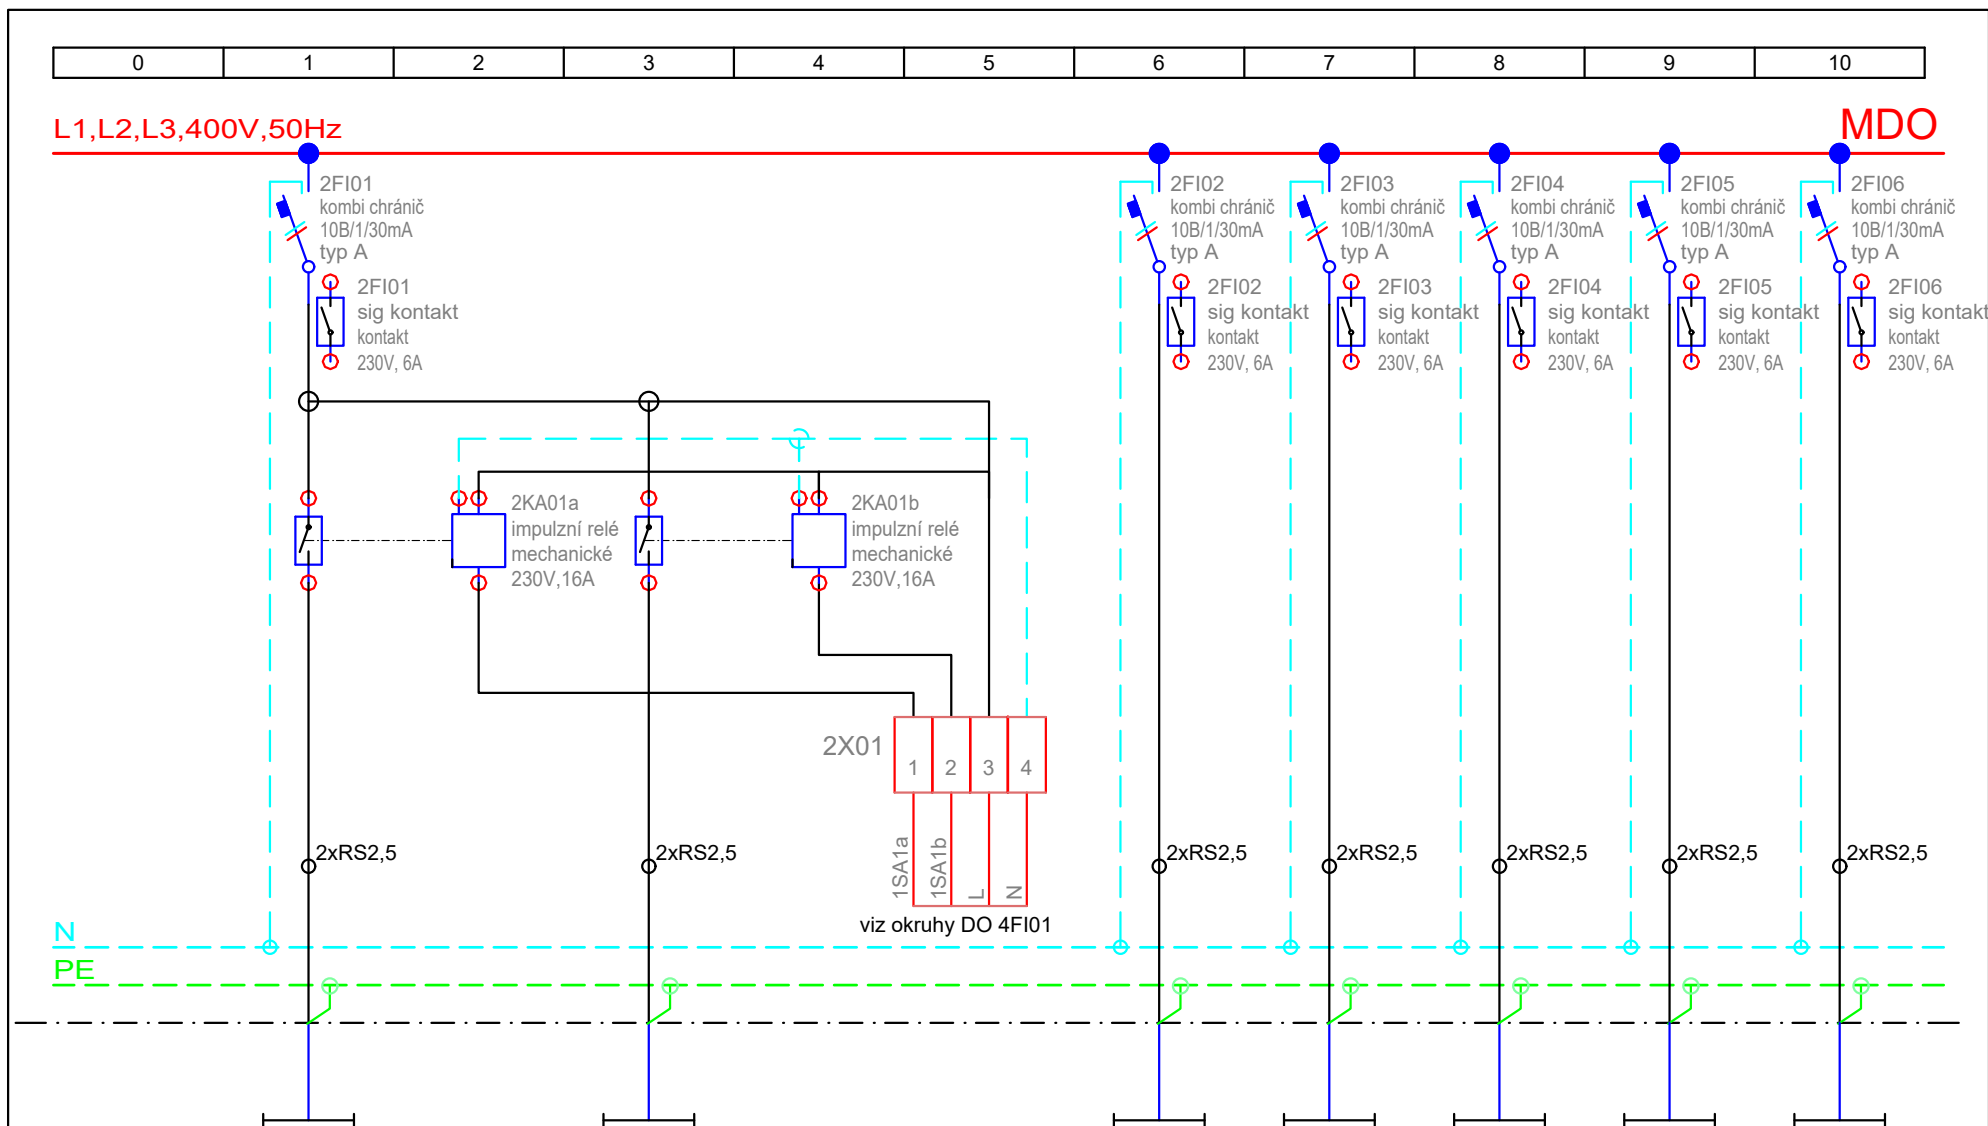 0 1 2 3 4 5 6 7 8 9 10
L1,L2,L3,400V,50Hz
MDO
2FI01
kombi chránič
10B/1/30mA
typ A
2FI01
sig kontakt
kontakt
230V, 6A
2FI02
kombi chránič
10B/1/30mA
typ A
2FI02
sig kontakt
kontakt
230V, 6A
2FI03
kombi chránič
10B/1/30mA
typ A
2FI03
sig kontakt
kontakt
230V, 6A
2FI04
kombi chránič
10B/1/30mA
typ A
2FI04
sig kontakt
kontakt
230V, 6A
2FI05
kombi chránič
10B/1/30mA
typ A
2FI05
sig kontakt
kontakt
230V, 6A
2FI06
kombi chránič
10B/1/30mA
typ A
2FI06
sig kontakt
kontakt
230V, 6A
2KA01a
impulzní relé
mechanické
230V,16A
2KA01b
impulzní relé
mechanické
230V,16A
2X01
1 2 3 4
1SA1a
1SA1b
L
N
viz okruhy DO 4FI01
2xRS2,5
2xRS2,5
2xRS2,5
2xRS2,5
2xRS2,5
2xRS2,5
2xRS2,5
N
PE